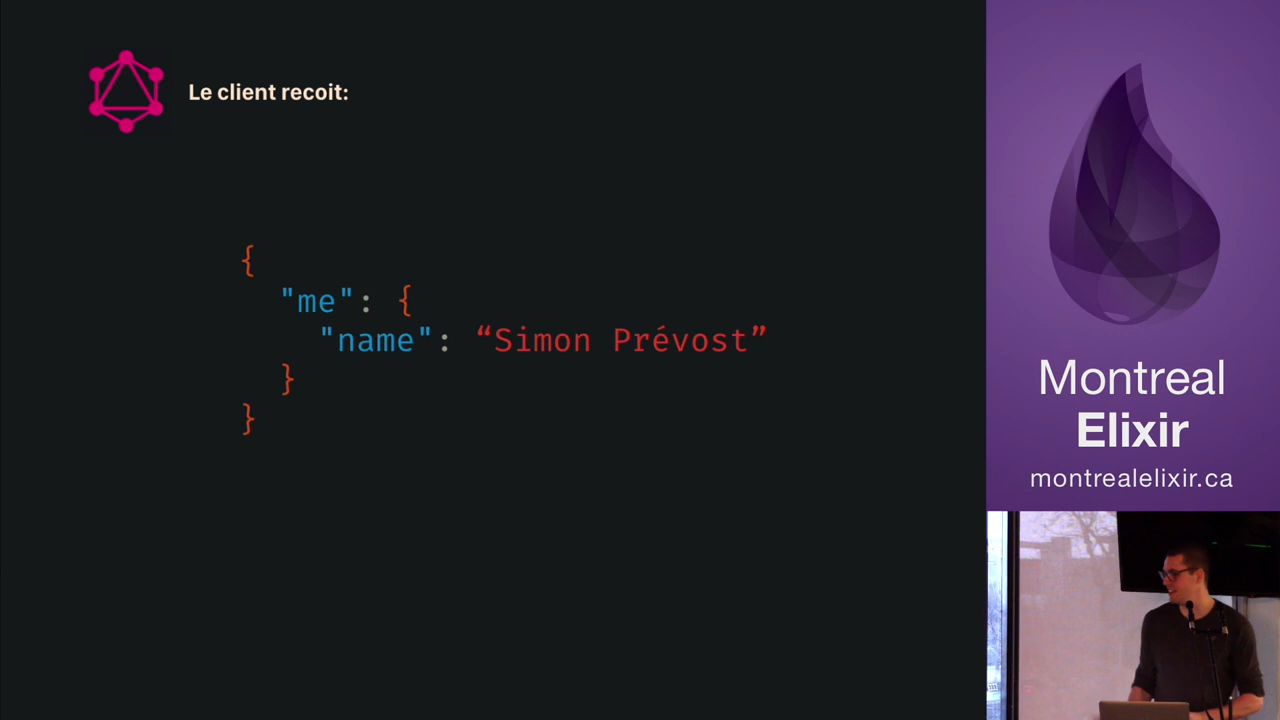 Le client recoit:
{
"me": {
"name": “Simon Prévost”
}
}
Montreal
Elixir
montrealelixir.ca